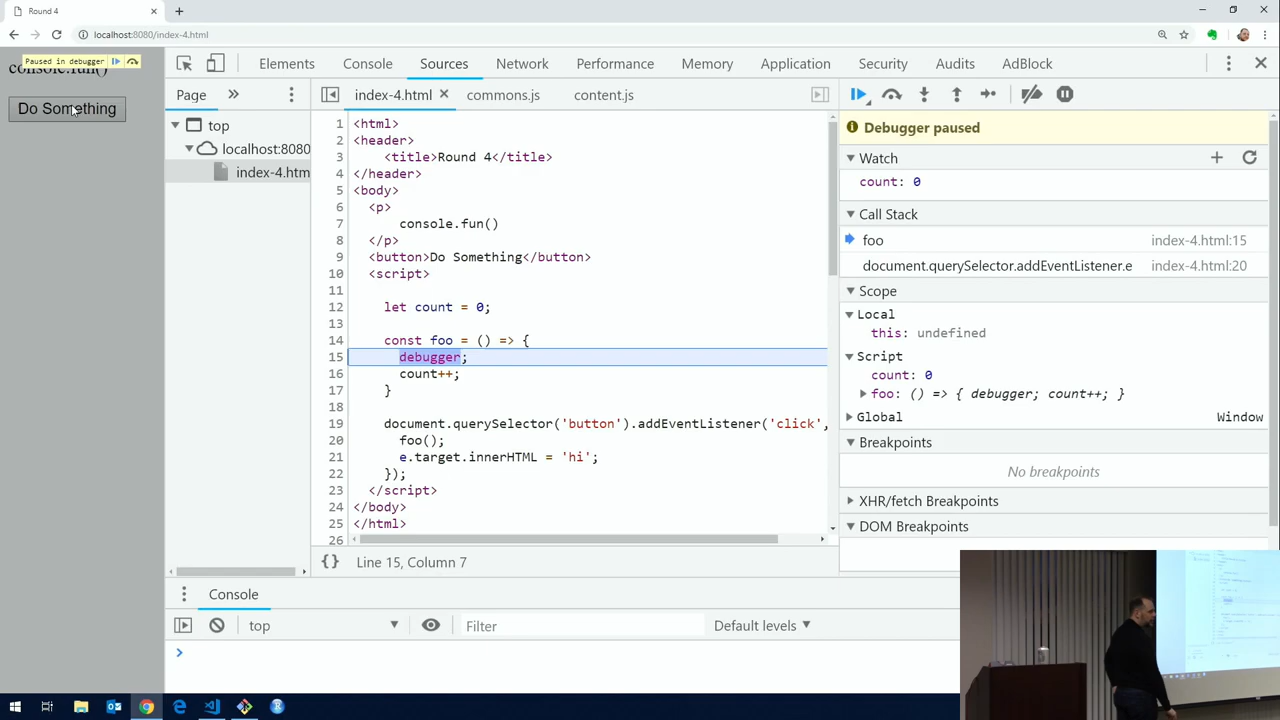 Round 4
localhost:8080/index-4.html
Paused in debugger
console.fun()
Do Something
Elements Console Sources Network Performance Memory Application Security Audits AdBlock
Page
index-4.html commons.js content.js
top
localhost:8080
index-4.htm
1 <html>
2 <header>
3 <title>Round 4</title>
4 </header>
5 <body>
6 <p>
7 console.fun()
8 </p>
9 <button>Do Something</button>
10 <script>
11
12 let count = 0;
13
14 const foo = () => {
15 debugger;
16 count++;
17 }
18
19 document.querySelector('button').addEventListener('click',
20 foo();
21 e.target.innerHTML = 'hi';
22 });
23 </script>
24 </body>
25 </html>
26
{} Line 15, Column 7
Debugger paused
Watch
count: 0
Call Stack
foo index-4.html:15
document.querySelector.addEventListener.e index-4.html:20
Scope
Local
this: undefined
Script
count: 0
foo: () => { debugger; count++; }
Global Window
Breakpoints
No breakpoints
XHR/fetch Breakpoints
DOM Breakpoints
Console
top Filter Default levels